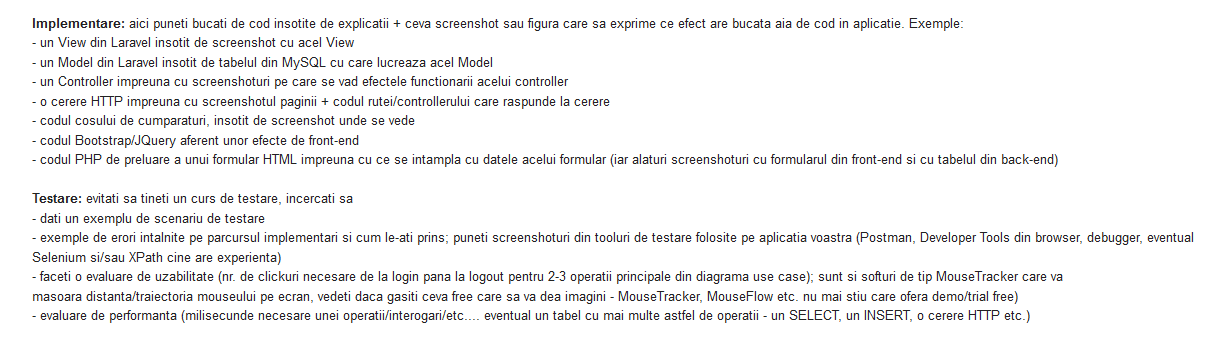 Implementare: aici puneti bucati de cod insotite de explicatii + ceva screenshot sau figura care sa exprime ce efect are bucata aia de cod in aplicatie. Exemple:
- un View din Laravel insotit de screenshot cu acel View
- un Model din Laravel insotit de tabelul din MySQL cu care lucreaza acel Model
- un Controller impreuna cu screenshoturi pe care se vad efectele functionarii acelui controller
- o cerere HTTP impreuna cu screenshotul paginii + codul rutei/controllerului care raspunde la cerere
- codul cosului de cumparaturi, insotit de screenshot unde se vede
- codul Bootstrap/JQuery aferent unor efecte de front-end
- codul PHP de preluare a unui formular HTML impreuna cu ce se intampla cu datele acelui formular (iar alaturi screenshoturi cu formularul din front-end si cu tabelul din back-end)
Testare: evitati sa tineti un curs de testare, incercati sa
- dati un exemplu de scenariu de testare
- exemple de erori intalnite pe parcursul implementari si cum le-ati prins; puneti screenshoturi din tooluri de testare folosite pe aplicatia voastra (Postman, Developer Tools din browser, debugger, eventual
Selenium si/sau XPath cine are experienta)
- faceti o evaluare de uzabilitate (nr. de clickuri necesare de la login pana la logout pentru 2-3 operatii principale din diagrama use case); sunt si softuri de tip MouseTracker care va
masoara distanta/traiectoria mouseului pe ecran, vedeti daca gasiti ceva free care sa va dea imagini - MouseTracker, MouseFlow etc. nu mai stiu care ofera demo/trial free)
- evaluare de performanta (milisecunde necesare unei operatii/interogari/etc.... eventual un tabel cu mai multe astfel de operatii - un SELECT, un INSERT, o cerere HTTP etc.)